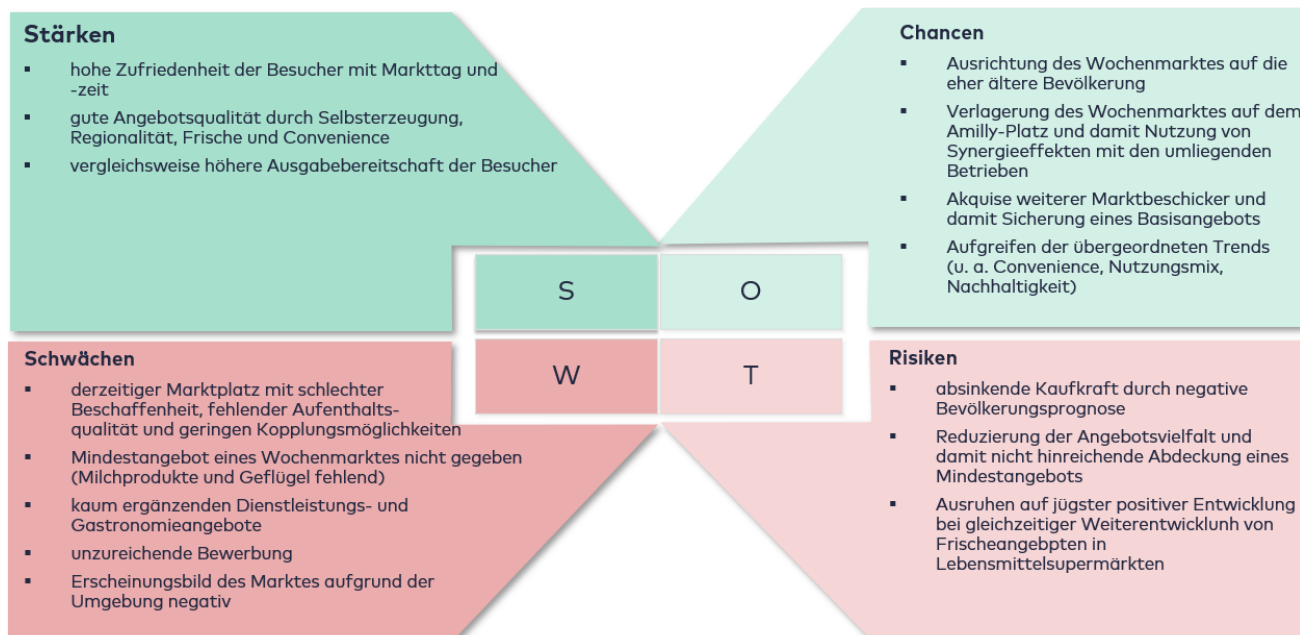 Stärken
▪ hohe Zufriedenheit der Besucher mit Markttag und
-zeit
▪ gute Angebotsqualität durch Selbsterzeugung,
Regionalität, Frische und Convenience
▪ vergleichsweise höhere Ausgabebereitschaft der Besucher
Chancen
▪ Ausrichtung des Wochenmarktes auf die
eher ältere Bevölkerung
▪ Verlagerung des Wochenmarktes auf dem
Amilly-Platz und damit Nutzung von
Synergieeffekten mit den umliegenden
Betrieben
▪ Akquise weiterer Marktbeschicker und
damit Sicherung eines Basisangebots
▪ Aufgreifen der übergeordneten Trends
(u. a. Convenience, Nutzungsmix,
Nachhaltigkeit)
S
O
W
T
Schwächen
▪ derzeitiger Marktplatz mit schlechter
Beschaffenheit, fehlender Aufenthalts-
qualität und geringen Kopplungsmöglichkeiten
▪ Mindestangebot eines Wochenmarktes nicht gegeben
(Milchprodukte und Geflügel fehlend)
▪ kaum ergänzenden Dienstleistungs- und
Gastronomieangebote
▪ unzureichende Bewerbung
▪ Erscheinungsbild des Marktes aufgrund der
Umgebung negativ
Risiken
▪ absinkende Kaufkraft durch negative
Bevölkerungsprognose
▪ Reduzierung der Angebotsvielfalt und
damit nicht hinreichende Abdeckung eines
Mindestangebots
▪ Ausruhen auf jügster positiver Entwicklung
bei gleichzeitiger Weiterentwicklunh von
Frischeangebpten in
Lebensmittelsupermärkten